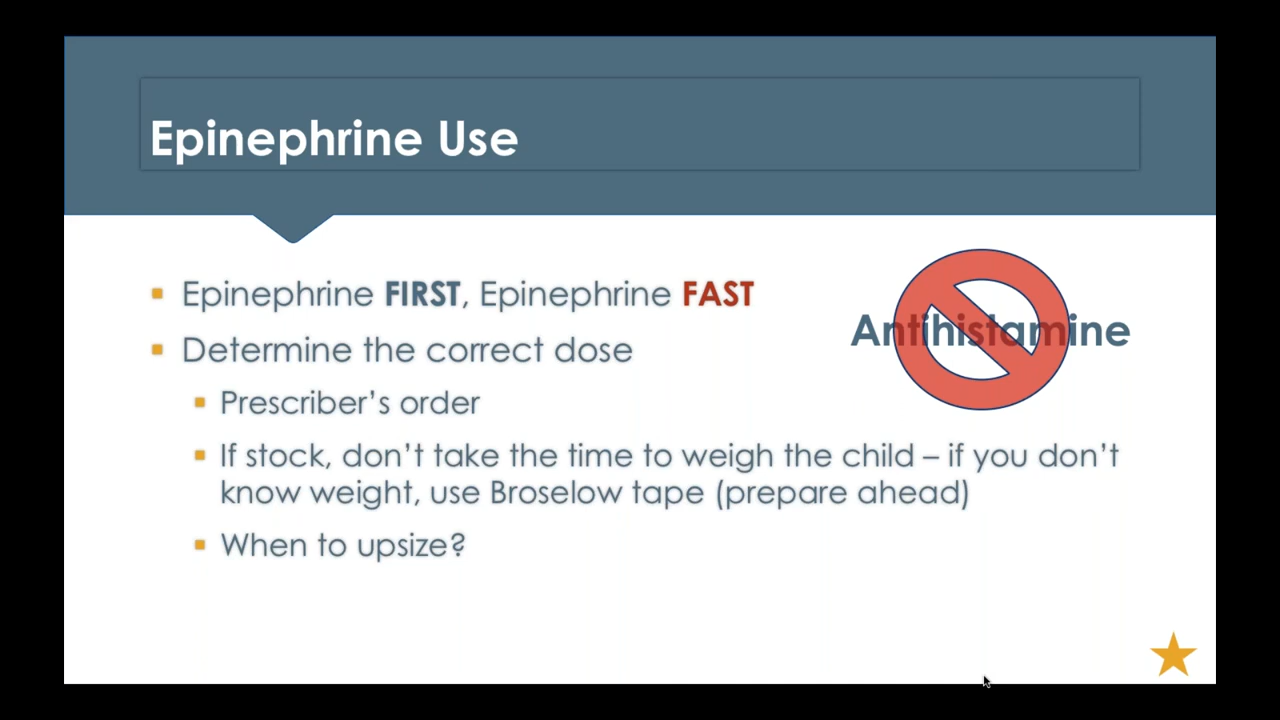 Epinephrine Use
Epinephrine FIRST, Epinephrine FAST
Antihistamine
Determine the correct dose
Prescriber's order
If stock, don't take the time to weigh the child – if you don't
know weight, use Broselow tape (prepare ahead)
When to upsize?